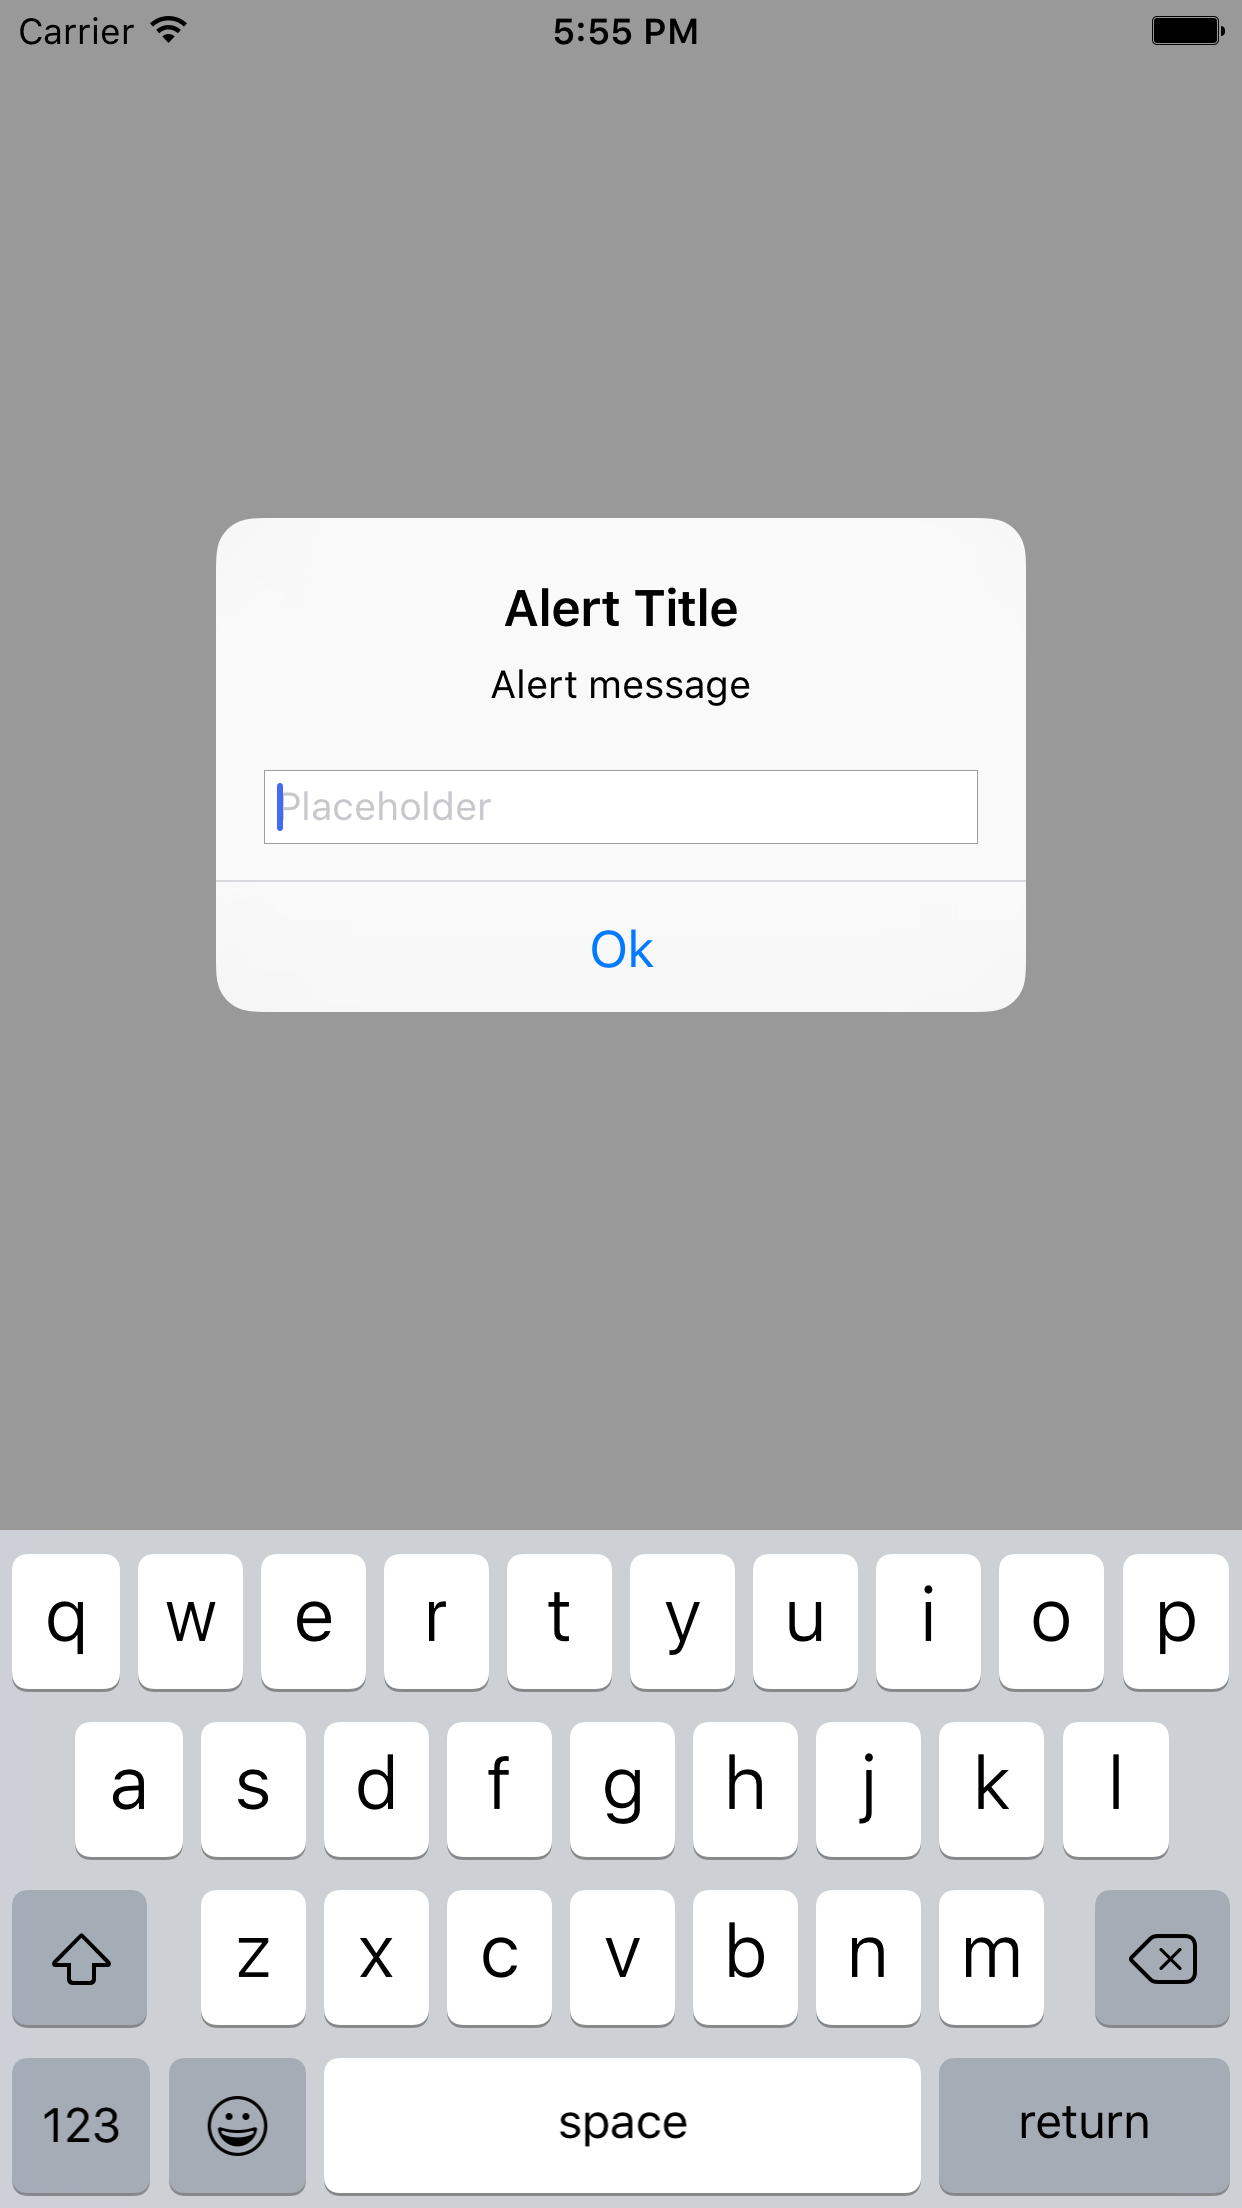 Carrier 5:55 PM
Alert Title
Alert message
Placeholder
Ok
q w e r t y u i o p
a s d f g h j k l
z x c v b n m
123 space return